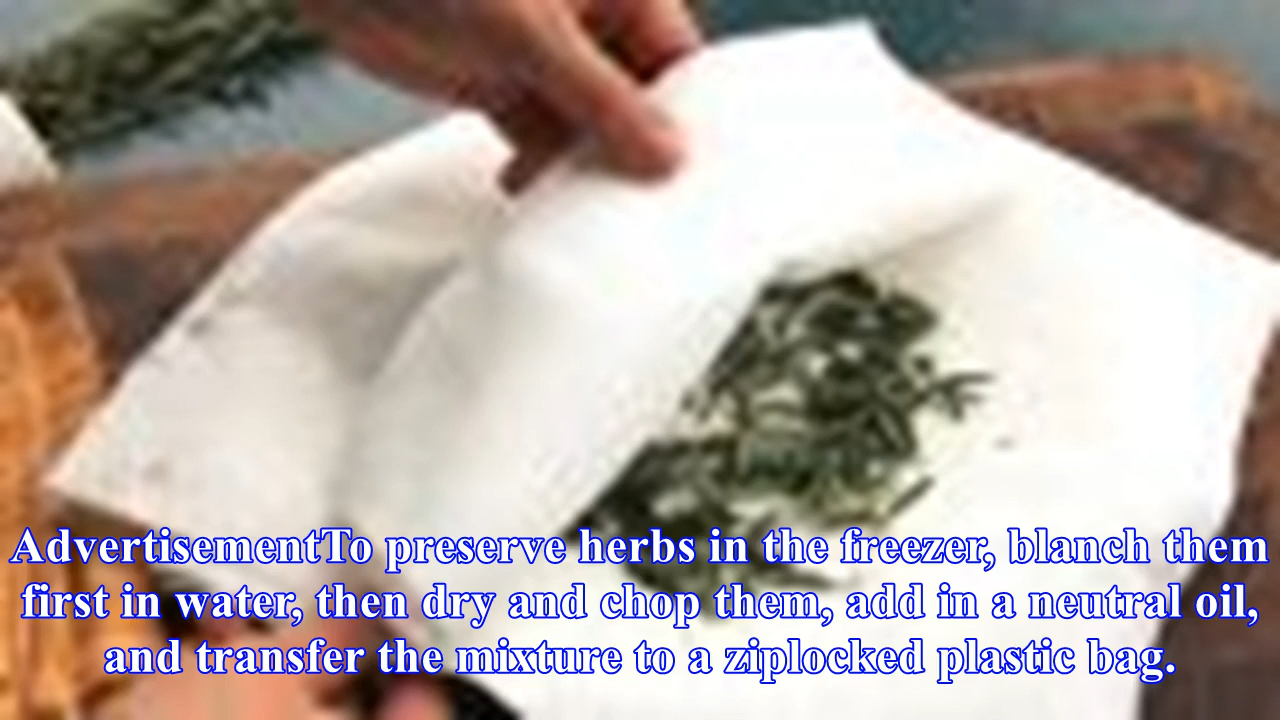 AdvertisementTo preserve herbs in the freezer, blanch them
first in water, then dry and chop them, add in a neutral oil,
and transfer the mixture to a ziplocked plastic bag.